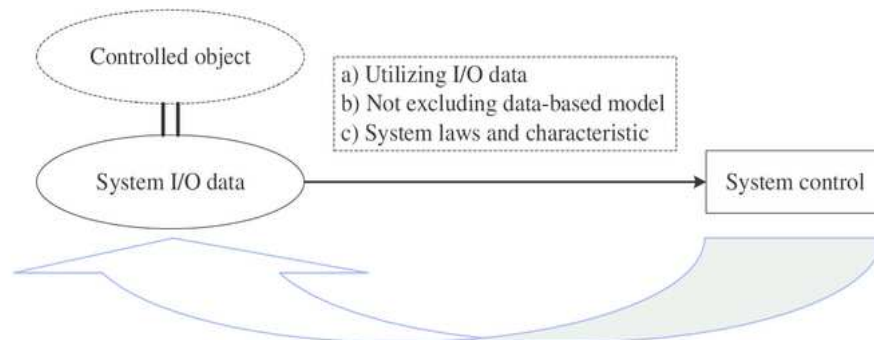 Controlled object
a) Utilizing I/O data
b) Not excluding data-based model
c) System laws and characteristic
System I/O data
System control